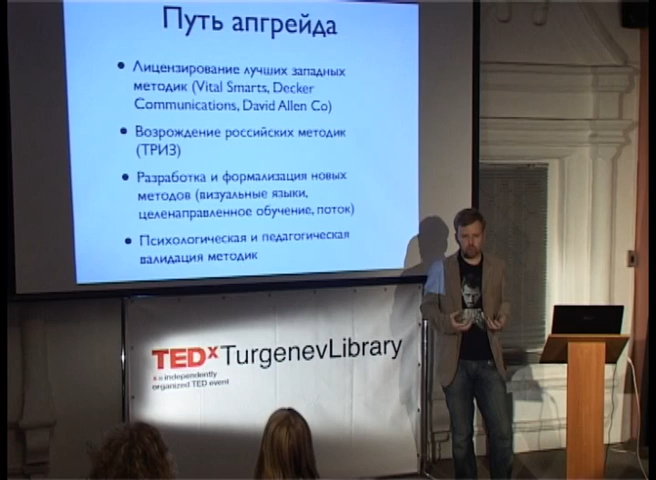 Путь апгрейда
• Лицензирование лучших западных
методик (Vital Smarts, Decker
Communications, David Allen Co)
• Возрождение российских методик
(ТРИЗ)
• Разработка и формализация новых
методов (визуальные языки,
целенаправленное обучение, поток)
• Психологическая и педагогическая
валидация методик
TEDxTurgenevLibrary
x = independently
organized TED event